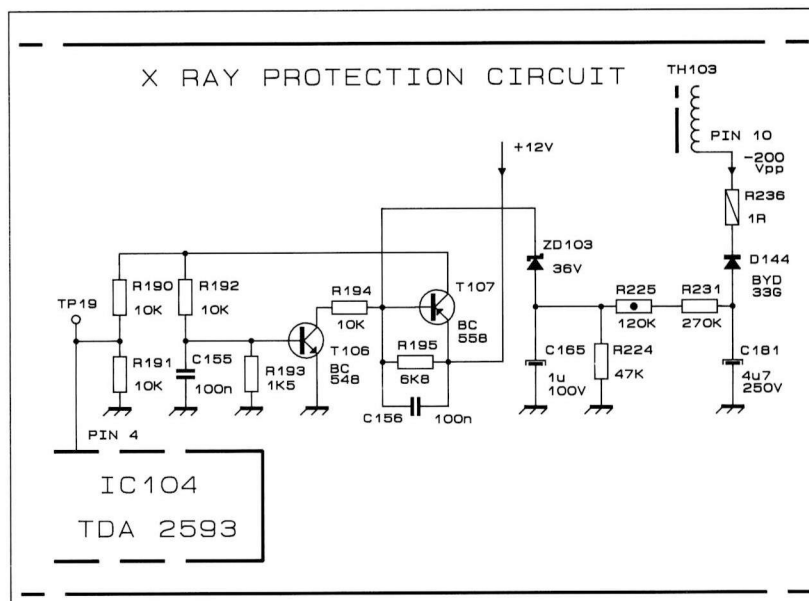 X RAY PROTECTION CIRCUIT
TH103
PIN 10
-200
Vpp
+12V
R236
1R
ZD103
36V
D144
BYD
33G
R190
10K
R192
10K
R194
10K
T107
BC
558
R225
120K
R231
270K
TP19
R191
10K
C155
100n
R193
1K5
T106
BC
548
R195
6K8
C156
100n
C165
1u
100V
R224
47K
C181
4u7
250V
PIN 4
IC104
TDA 2593